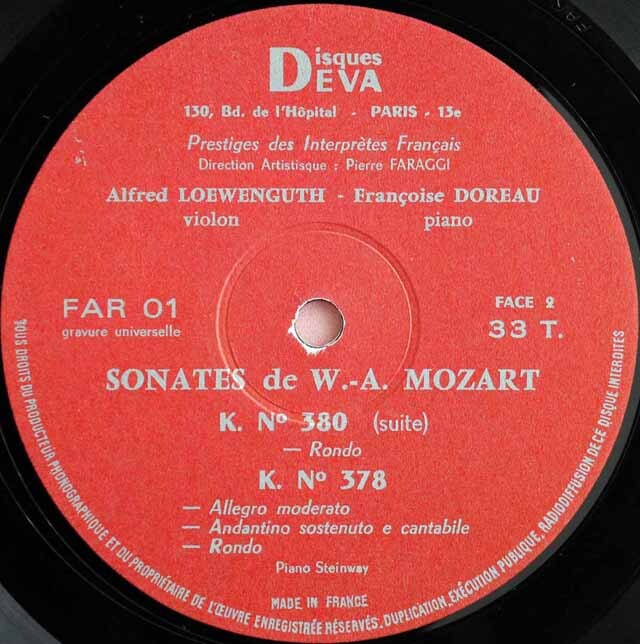 Disques
DEVA
130, Bd. de l'Hôpital - PARIS - 13e
Prestiges des Interprètes Français
Direction Artistisque : Pierre FARAGGI
Alfred LOEWENGUTH - Françoise DOREAU
violon piano
FAR 01
gravure universelle
FACE 2
33 T.
SONATES de W.-A. MOZART
K. Nº 380 (suite)
— Rondo
K. Nº 378
— Allegro moderato
— Andantino sostenuto e cantabile
— Rondo
Piano Steinway
MADE IN FRANCE
TOUS DROITS DU PRODUCTEUR PHONOGRAPHIQUE ET DU PROPRIÉTAIRE DE L'ŒUVRE ENREGISTRÉE RÉSERVÉS. DUPLICATION. EXÉCUTION PUBLIQUE, RADIODIFFUSION DE CE DISQUE INTERDITES